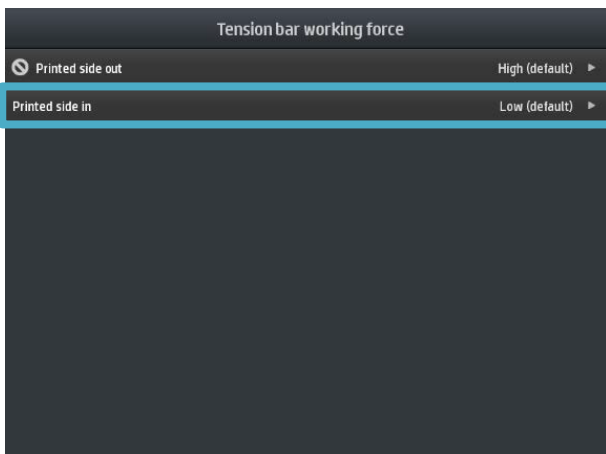 Tension bar working force
Printed side out High (default)
Printed side in Low (default)